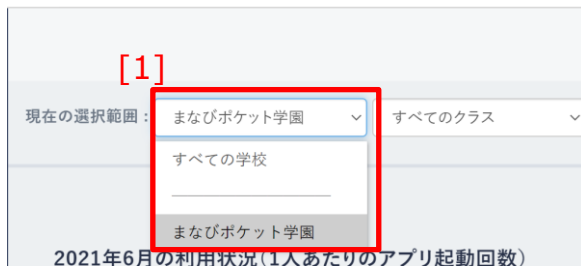 [1]
現在の選択範囲： まなびポケット学園 すべてのクラス
すべての学校
まなびポケット学園
2021年6月の利用状況（1人あたりのアプリ起動回数）